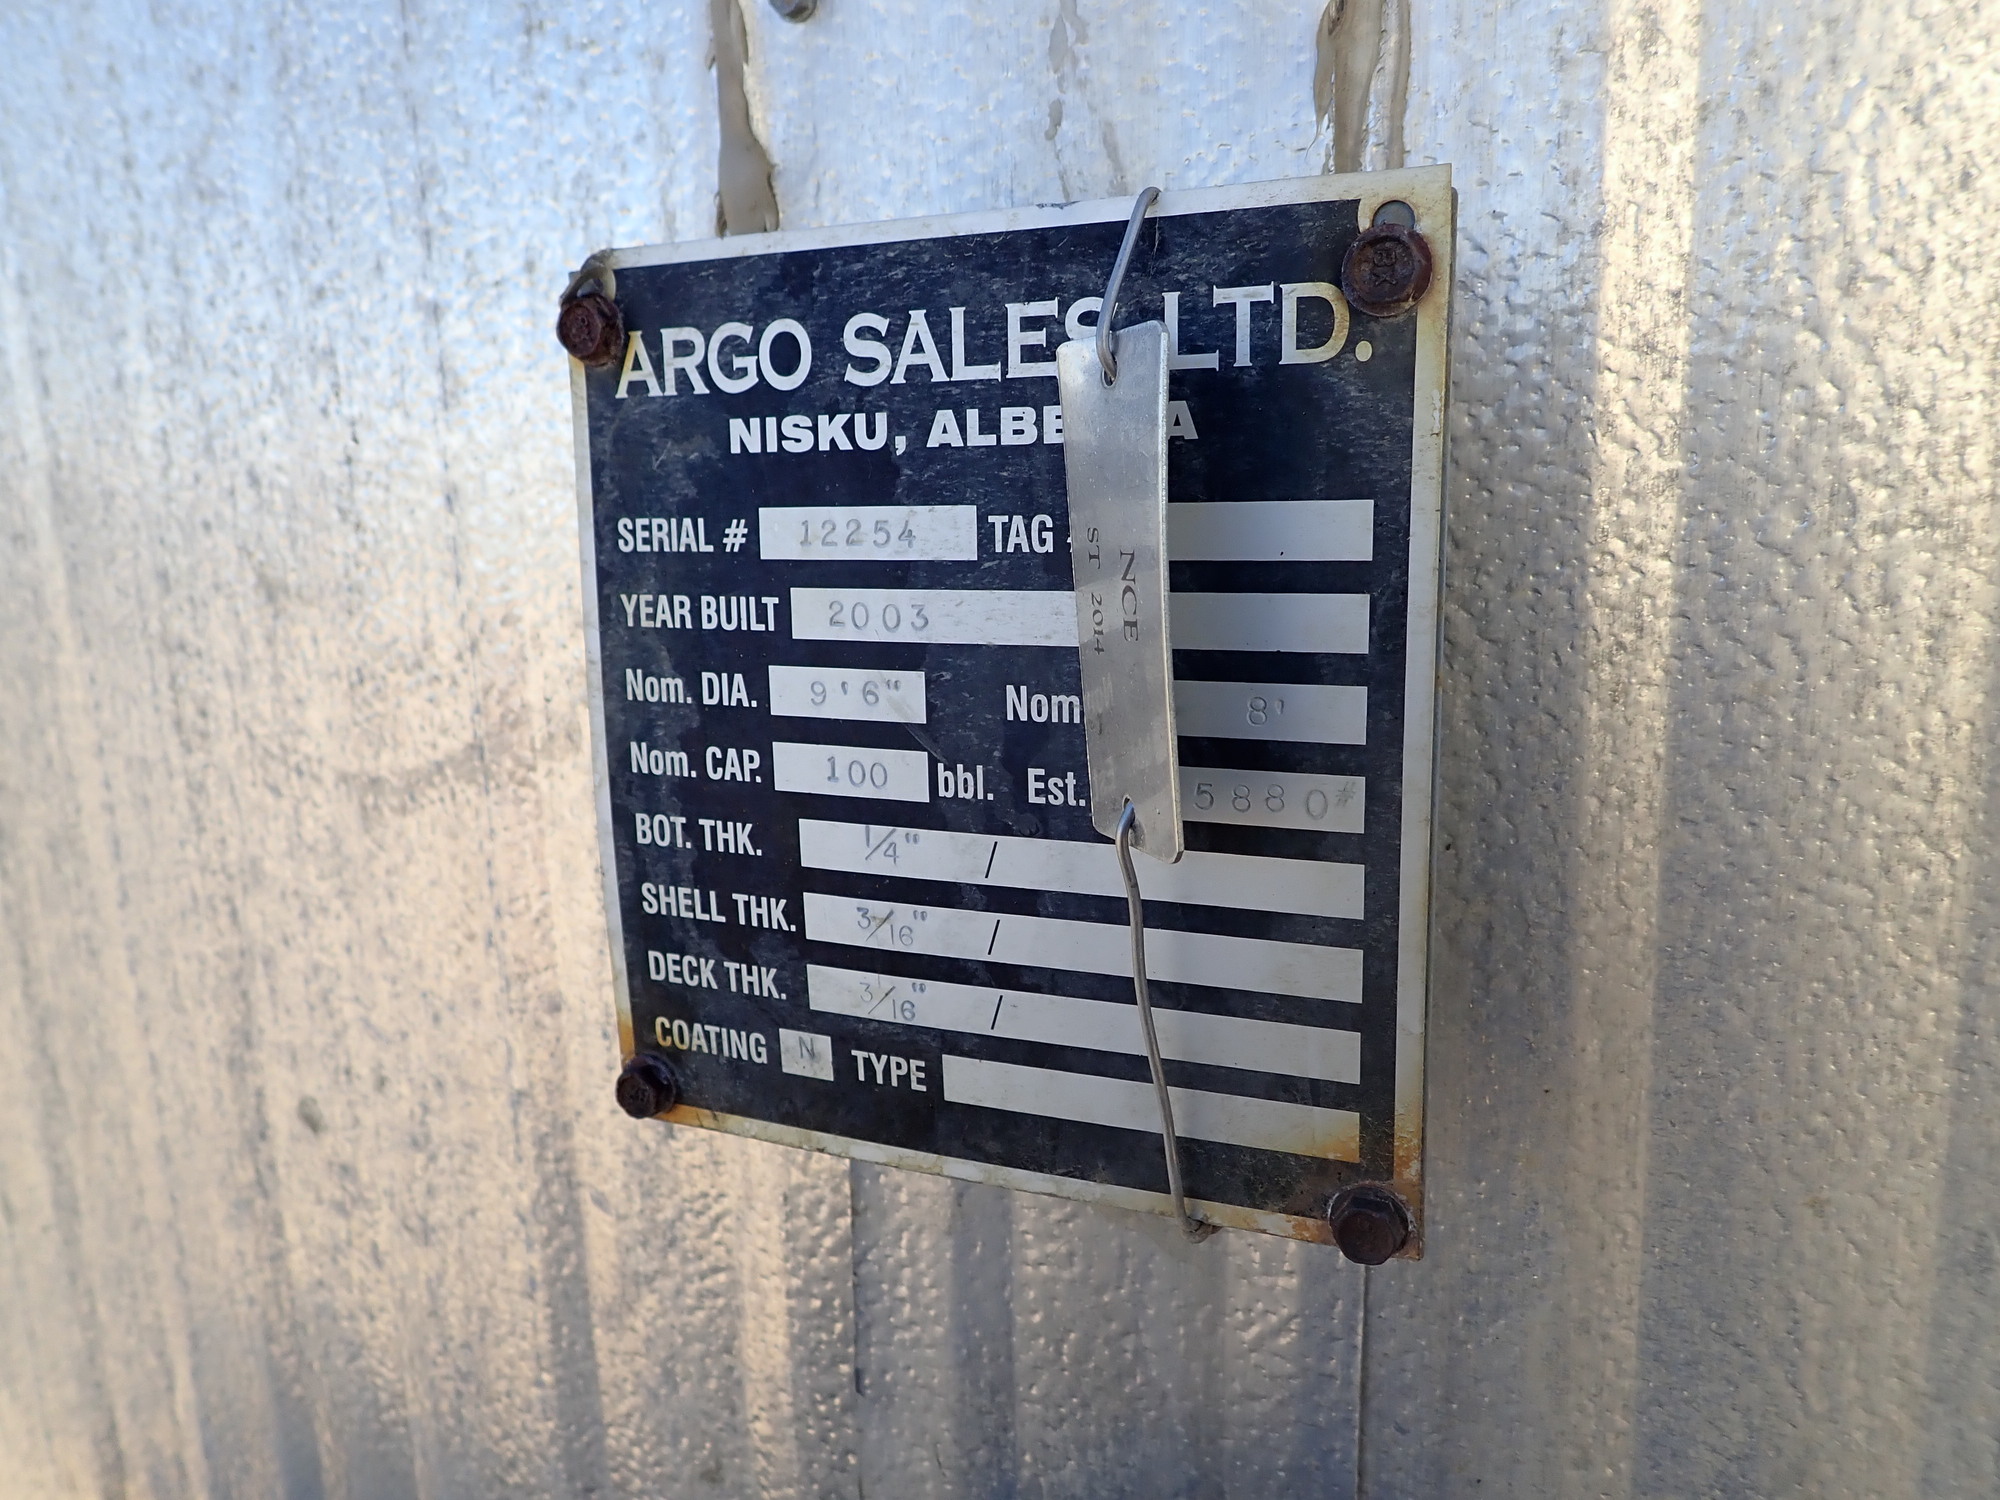 ARGO SALES LTD.
NISKU, ALBE A
SERIAL # 12254 TAG
YEAR BUILT 2003
Nom. DIA. 9'6" Nom 8'
Nom. CAP. 100 bbl. Est. 5880#
BOT. THK. 1/4" /
SHELL THK. 3/16" /
DECK THK. 3/16" /
COATING N TYPE
NCE
ST 2014